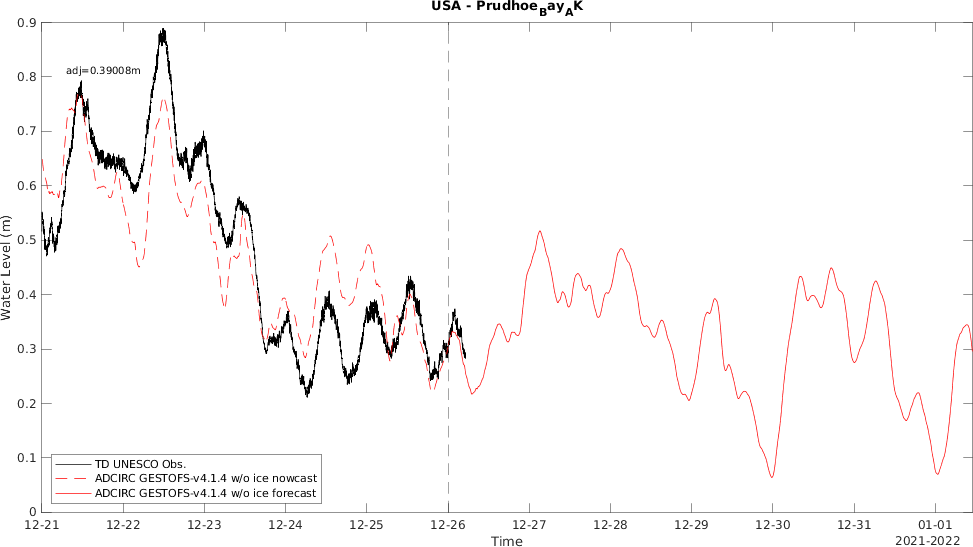 USA - PrudhoeBayAK
adj=0.39008m
0.9
0.8
0.7
0.6
0.5
0.4
0.3
0.2
0.1
0
Water Level (m)
TD UNESCO Obs.
ADCIRC GESTOFS-v4.1.4 w/o ice nowcast
ADCIRC GESTOFS-v4.1.4 w/o ice forecast
12-21 12-22 12-23 12-24 12-25 12-26 12-27 12-28 12-29 12-30 12-31 01-01
Time
2021-2022